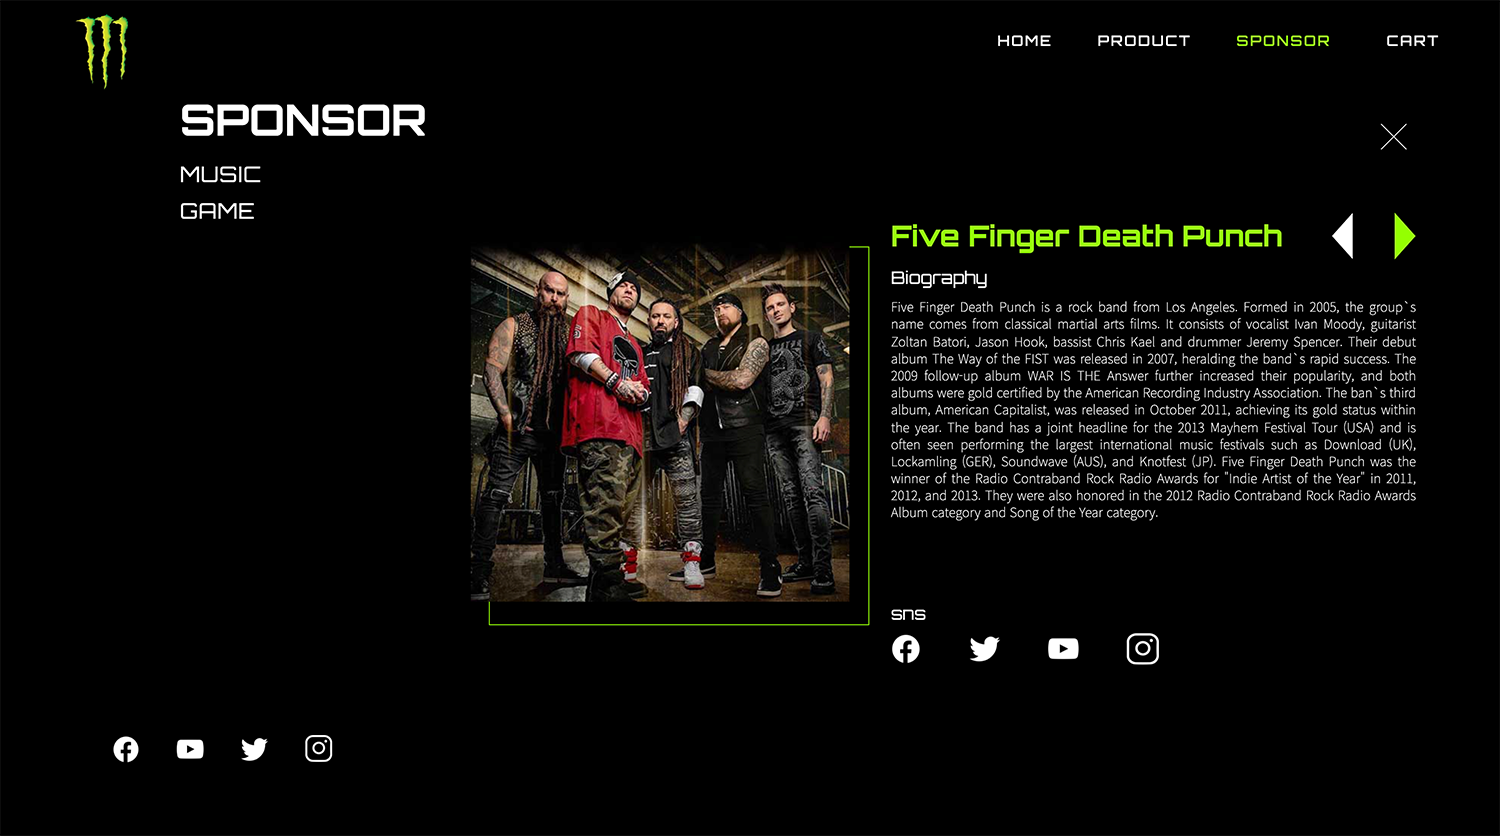 HOME PRODUCT SPONSOR CART
SPONSOR
MUSIC
GAME
Five Finger Death Punch
Biography
Five Finger Death Punch is a rock band from Los Angeles. Formed in 2005, the group`s
name comes from classical martial arts films. It consists of vocalist Ivan Moody, guitarist
Zoltan Batori, Jason Hook, bassist Chris Kael and drummer Jeremy Spencer. Their debut
album The Way of the FIST was released in 2007, heralding the band`s rapid success. The
2009 follow-up album WAR IS THE Answer further increased their popularity, and both
albums were gold certified by the American Recording Industry Association. The ban`s third
album, American Capitalist, was released in October 2011, achieving its gold status within
the year. The band has a joint headline for the 2013 Mayhem Festival Tour (USA) and is
often seen performing the largest international music festivals such as Download (UK),
Lockamling (GER), Soundwave (AUS), and Knotfest (JP). Five Finger Death Punch was the
winner of the Radio Contraband Rock Radio Awards for "Indie Artist of the Year" in 2011,
2012, and 2013. They were also honored in the 2012 Radio Contraband Rock Radio Awards
Album category and Song of the Year category.
sns